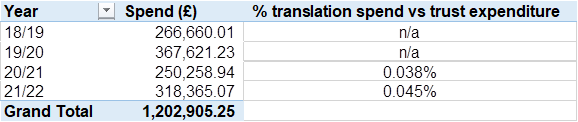 Year Spend (£) % translation spend vs trust expenditure
18/19 266,660.01 n/a
19/20 367,621.23 n/a
20/21 250,258.94 0.038%
21/22 318,365.07 0.045%
Grand Total 1,202,905.25